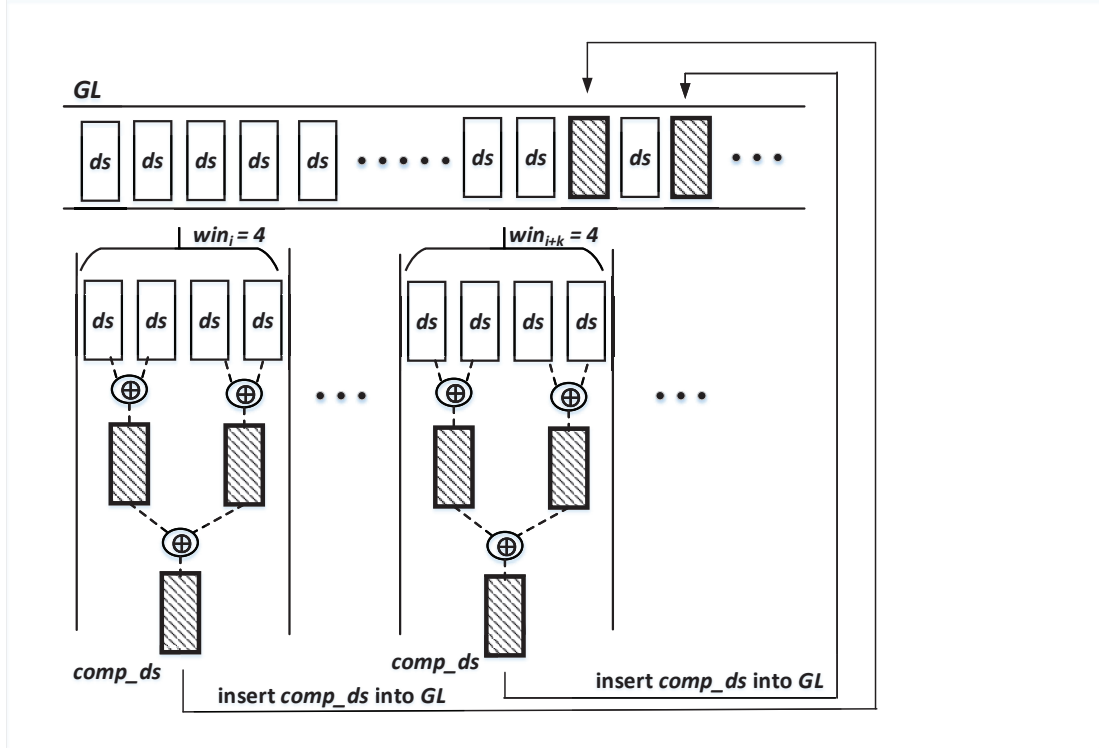 GL
ds ds ds ds ds ..... ds ds ds ...
win_i = 4 win_{i+k} = 4
ds ds ds ds ds ds ds ds
⊕ ⊕ ... ⊕ ⊕ ...
⊕ ⊕
comp_ds comp_ds
insert comp_ds into GL insert comp_ds into GL